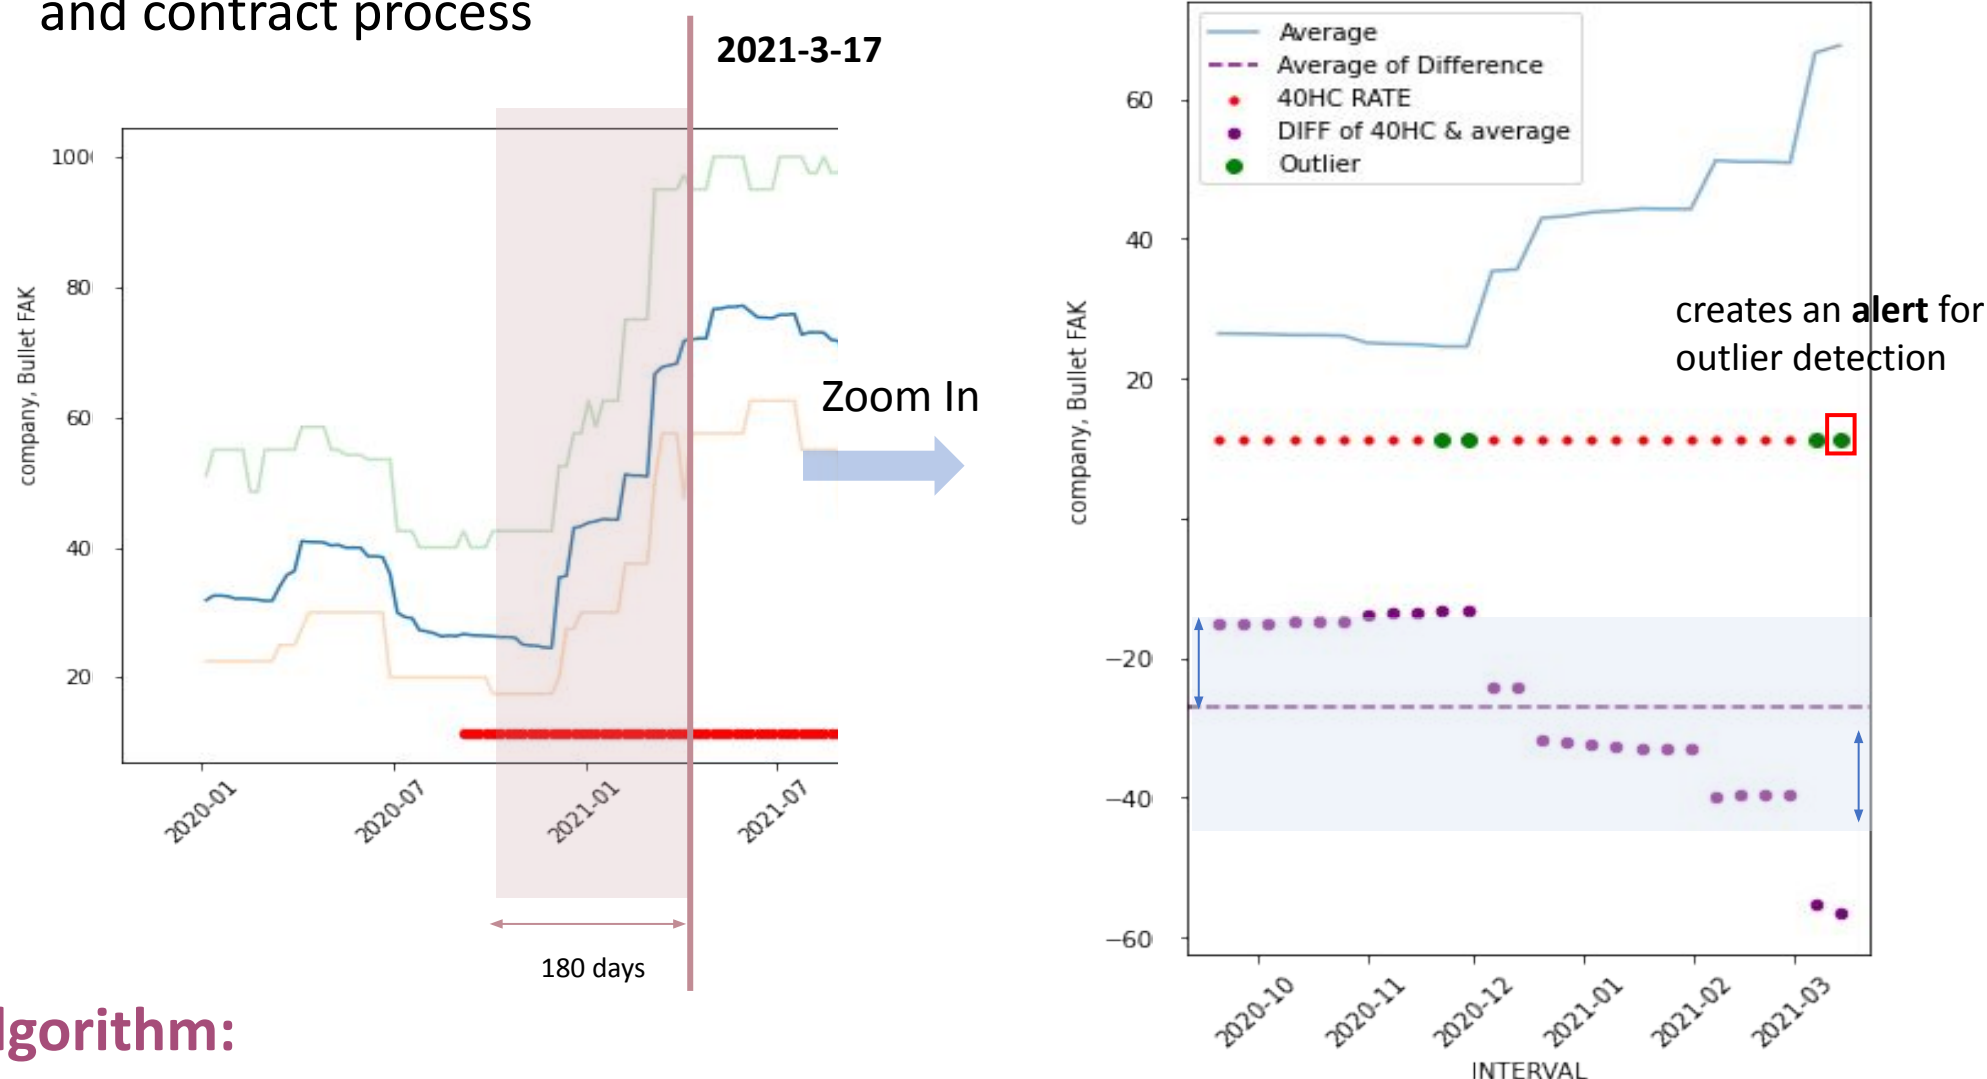 and contract process
2021-3-17
100
80
60
40
20
company, Bullet FAK
2020-01
2020-07
2021-01
2021-07
180 days
Zoom In
Average
Average of Difference
40HC RATE
DIFF of 40HC & average
Outlier
60
40
20
−20
−40
−60
company, Bullet FAK
creates an alert for
outlier detection
2020-10
2020-11
2020-12
2021-01
2021-02
2021-03
INTERVAL
lgorithm: